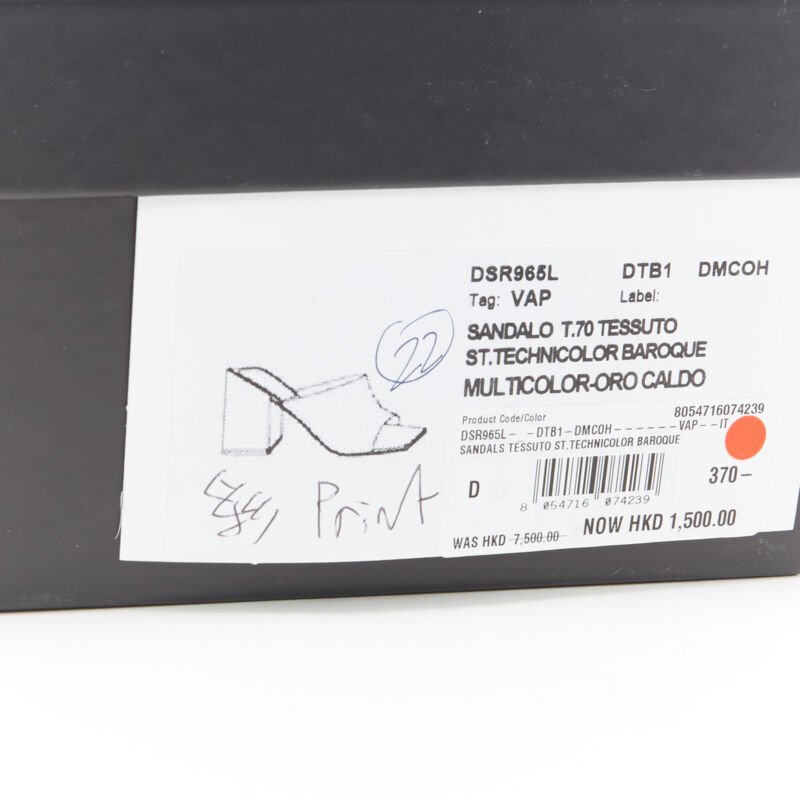 DSR965L DTB1 DMCOH
Tag: VAP Label:
SANDALO T.70 TESSUTO
ST.TECHNICOLOR BAROQUE
MULTICOLOR-ORO CALDO
22
Print
8054716074239
Product Code/Color
DSR965L- -DTB1-DMCOH------VAP--IT
SANDALS TESSUTO ST.TECHNICOLOR BAROQUE
D 370-
8 054716 074239
WAS HKD 7,500.00 NOW HKD 1,500.00